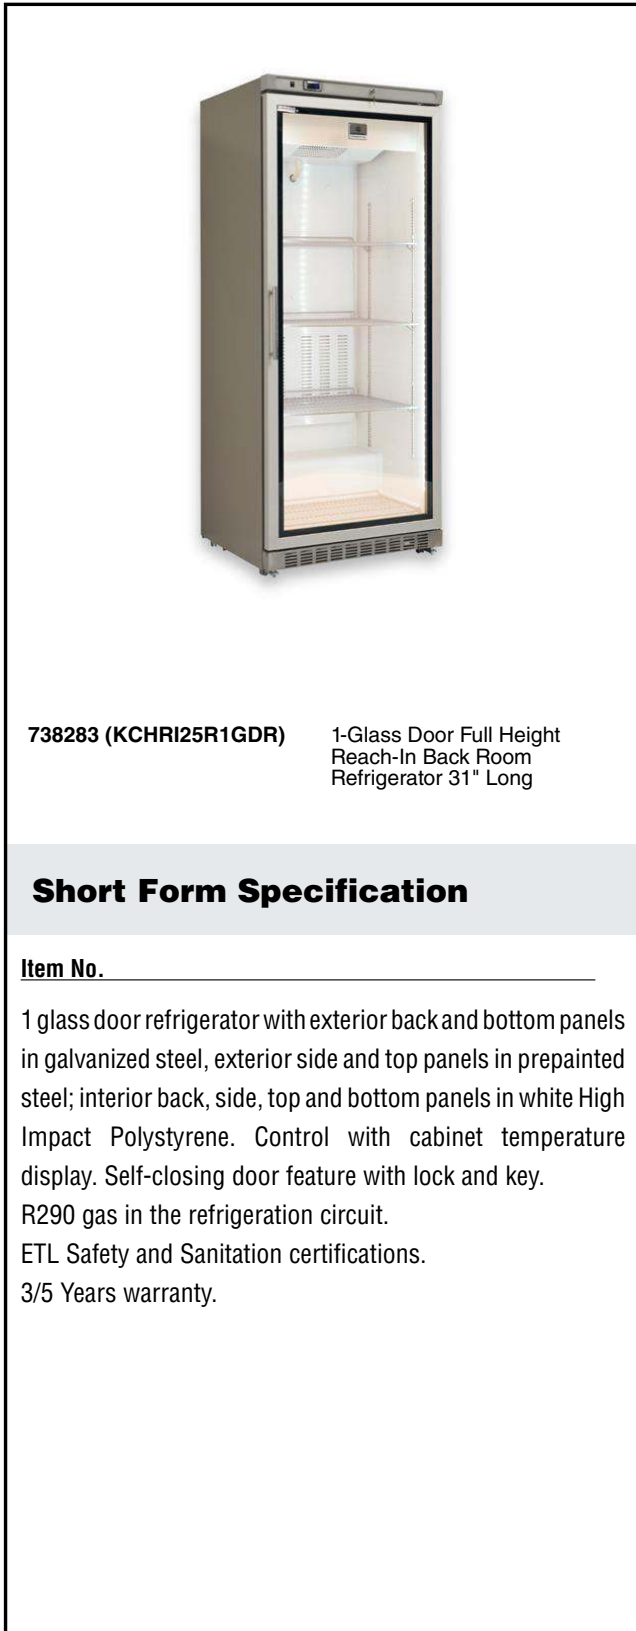 738283 (KCHRI25R1GDR)
1-Glass Door Full Height
Reach-In Back Room
Refrigerator 31" Long
Short Form Specification
Item No.
1 glass door refrigerator with exterior back and bottom panels
in galvanized steel, exterior side and top panels in prepainted
steel; interior back, side, top and bottom panels in white High
Impact Polystyrene. Control with cabinet temperature
display. Self-closing door feature with lock and key.
R290 gas in the refrigeration circuit.
ETL Safety and Sanitation certifications.
3/5 Years warranty.